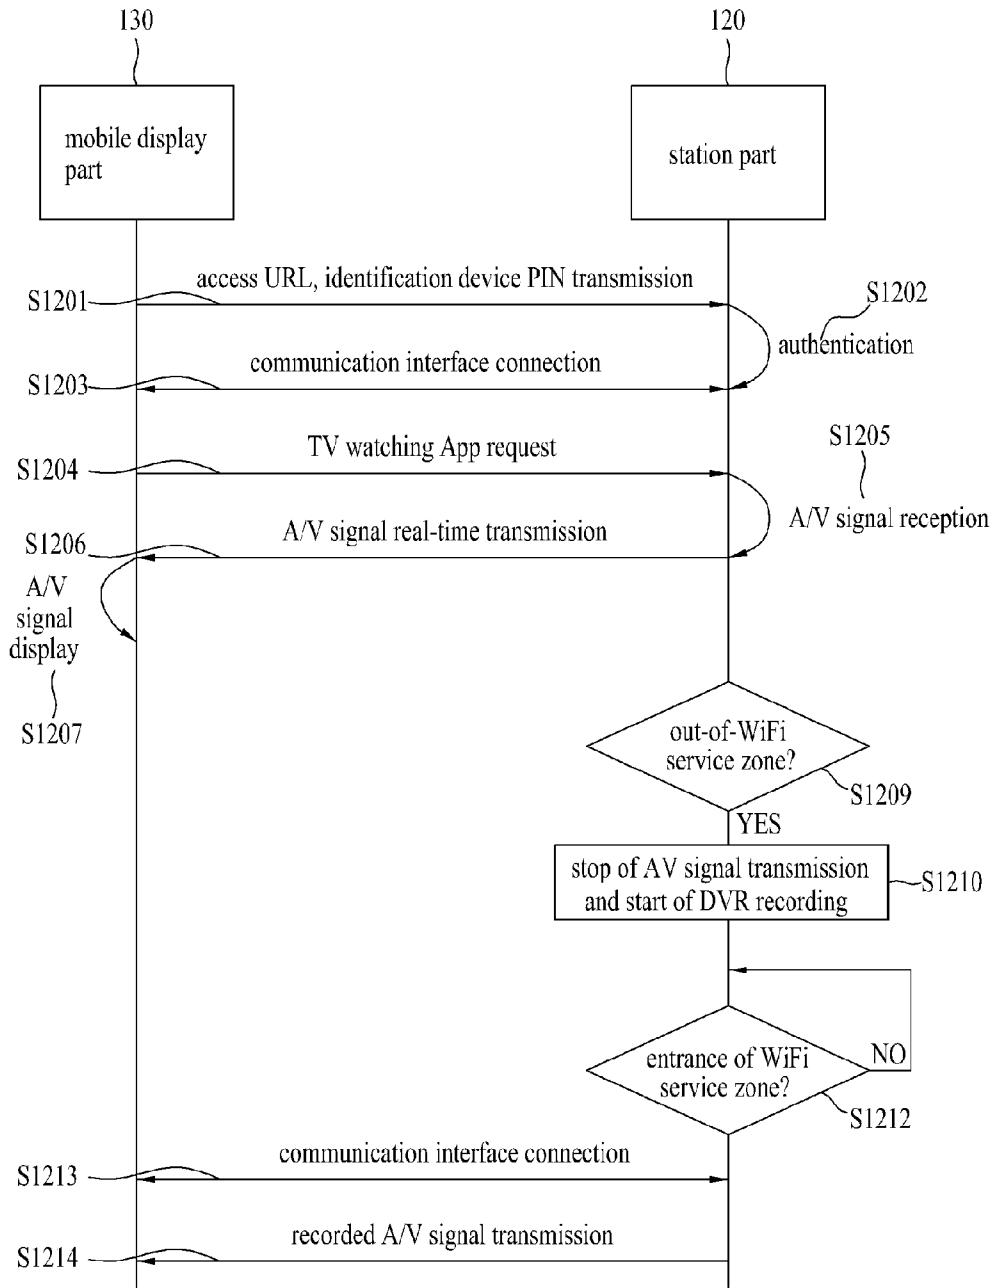 130
120
mobile display
part
station part
access URL, identification device PIN transmission
S1201
S1202
authentication
communication interface connection
S1203
TV watching App request
S1204
S1205
A/V signal reception
A/V signal real-time transmission
S1206
A/V
signal
display
S1207
out-of-WiFi
service zone?
S1209
YES
stop of AV signal transmission
and start of DVR recording
S1210
entrance of WiFi
service zone?
NO
S1212
communication interface connection
S1213
recorded A/V signal transmission
S1214